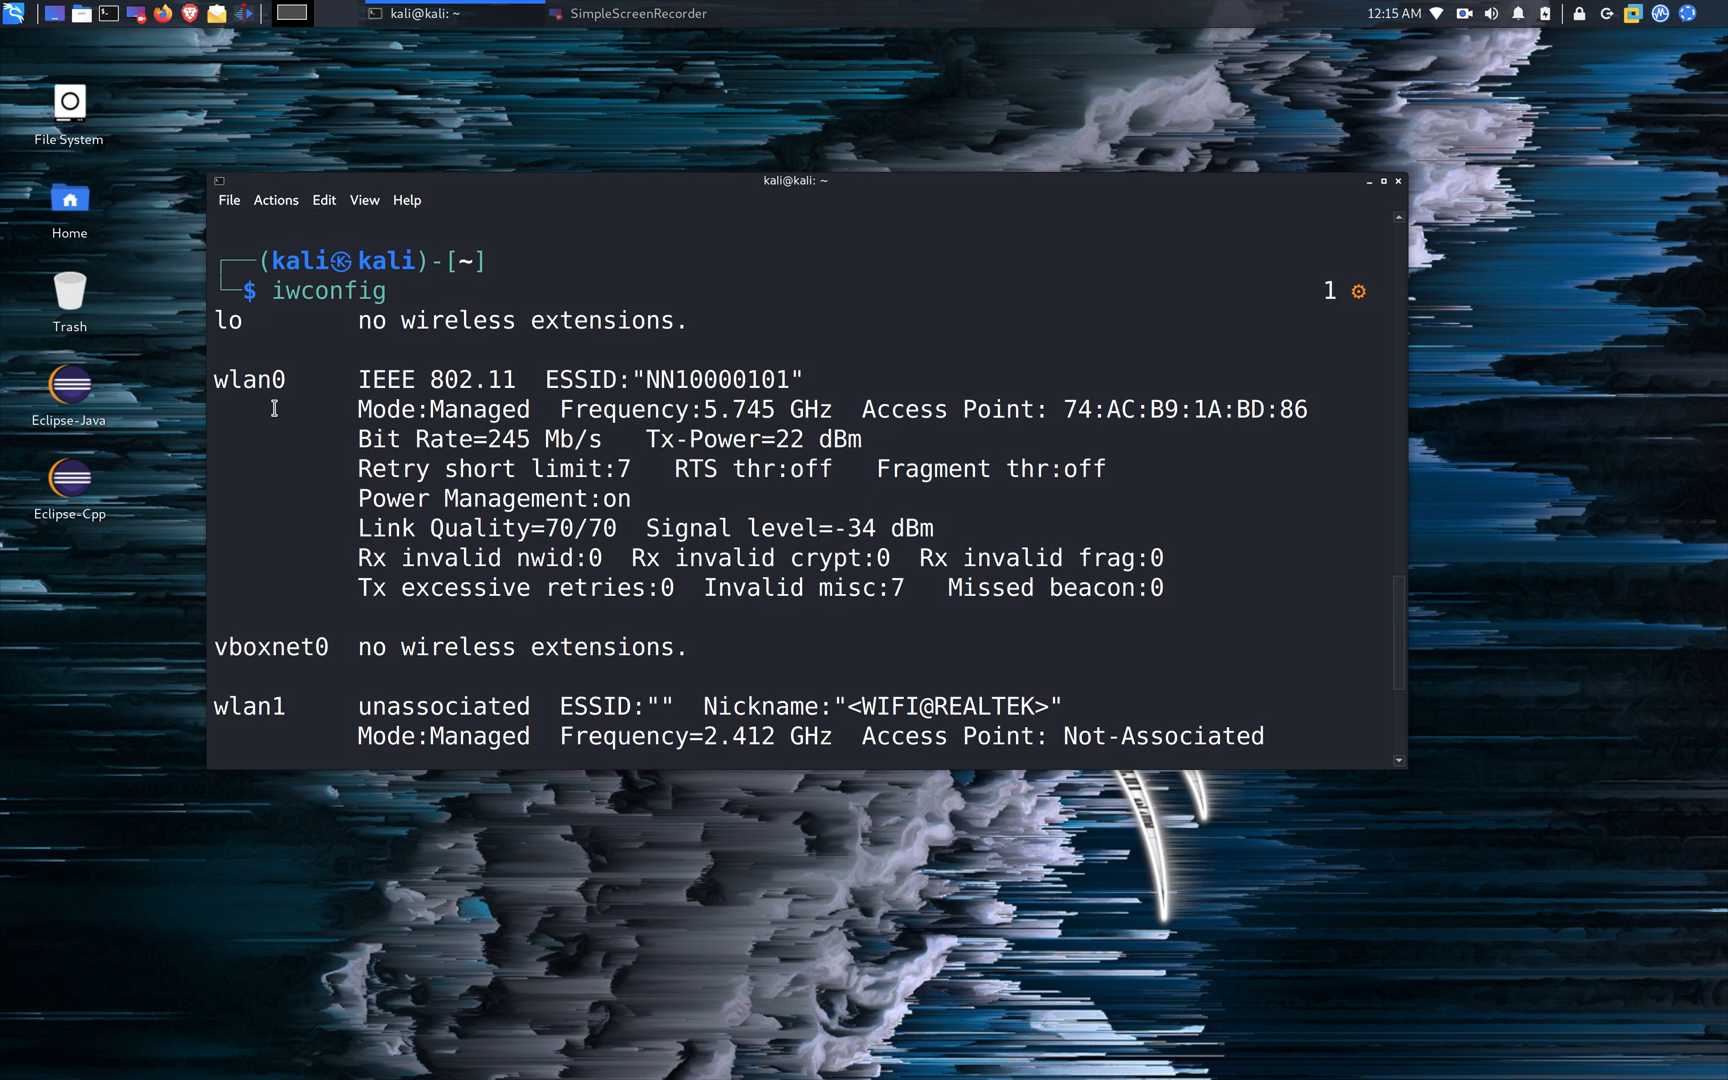 kali@kali: ~
SimpleScreenRecorder
12:15 AM
File System
Home
Trash
Eclipse-Java
Eclipse-Cpp
kali@kali: ~
File Actions Edit View Help
┌──(kali㉿kali)-[~]
└─$ iwconfig 1 ⚙
lo        no wireless extensions.
wlan0     IEEE 802.11  ESSID:"NN10000101"
Mode:Managed  Frequency:5.745 GHz  Access Point: 74:AC:B9:1A:BD:86
Bit Rate=245 Mb/s   Tx-Power=22 dBm
Retry short limit:7   RTS thr:off   Fragment thr:off
Power Management:on
Link Quality=70/70  Signal level=-34 dBm
Rx invalid nwid:0  Rx invalid crypt:0  Rx invalid frag:0
Tx excessive retries:0  Invalid misc:7   Missed beacon:0
vboxnet0  no wireless extensions.
wlan1     unassociated  ESSID:""  Nickname:"<WIFI@REALTEK>"
Mode:Managed  Frequency=2.412 GHz  Access Point: Not-Associated